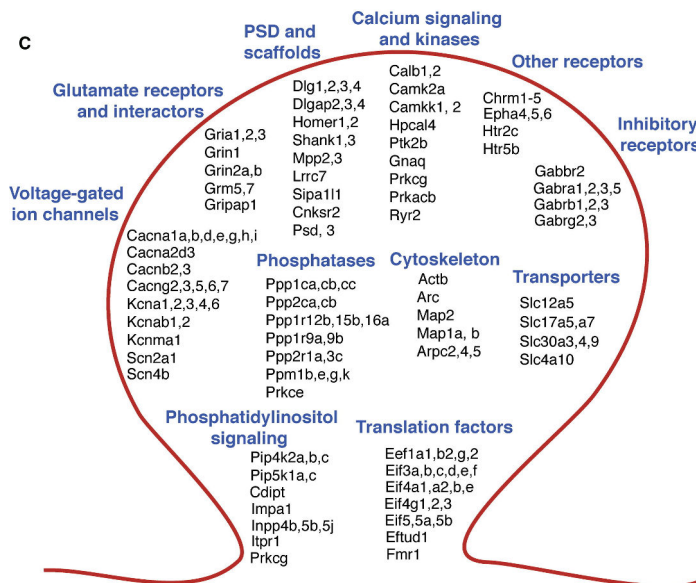 C
Calcium signaling
and kinases
Calb1,2
Camk2a
Camkk1, 2
Hpcal4
Ptk2b
Gnaq
Prkcg
Prkacb
Ryr2
PSD and
scaffolds
Dlg1,2,3,4
Dlgap2,3,4
Homer1,2
Shank1,3
Mpp2,3
Lrrc7
Sipa1l1
Cnksr2
Psd, 3
Other receptors
Chrm1-5
Epha4,5,6
Htr2c
Htr5b
Glutamate receptors
and interactors
Gria1,2,3
Grin1
Grin2a,b
Grm5,7
Gripap1
Inhibitory
receptors
Gabbr2
Gabra1,2,3,5
Gabrb1,2,3
Gabrg2,3
Voltage-gated
ion channels
Cacna1a,b,d,e,g,h,i
Cacna2d3
Cacnb2,3
Cacng2,3,5,6,7
Kcna1,2,3,4,6
Kcnab1,2
Kcnma1
Scn2a1
Scn4b
Phosphatases
Ppp1ca,cb,cc
Ppp2ca,cb
Ppp1r12b,15b,16a
Ppp1r9a,9b
Ppp2r1a,3c
Ppm1b,e,g,k
Prkce
Cytoskeleton
Actb
Arc
Map2
Map1a, b
Arpc2,4,5
Transporters
Slc12a5
Slc17a5,a7
Slc30a3,4,9
Slc4a10
Phosphatidylinositol
signaling
Pip4k2a,b,c
Pip5k1a,c
Cdipt
Impa1
Inpp4b,5b,5j
Itpr1
Prkcg
Translation factors
Eef1a1,b2,g,2
Eif3a,b,c,d,e,f
Eif4a1,a2,b,e
Eif4g1,2,3
Eif5,5a,5b
Eftud1
Fmr1